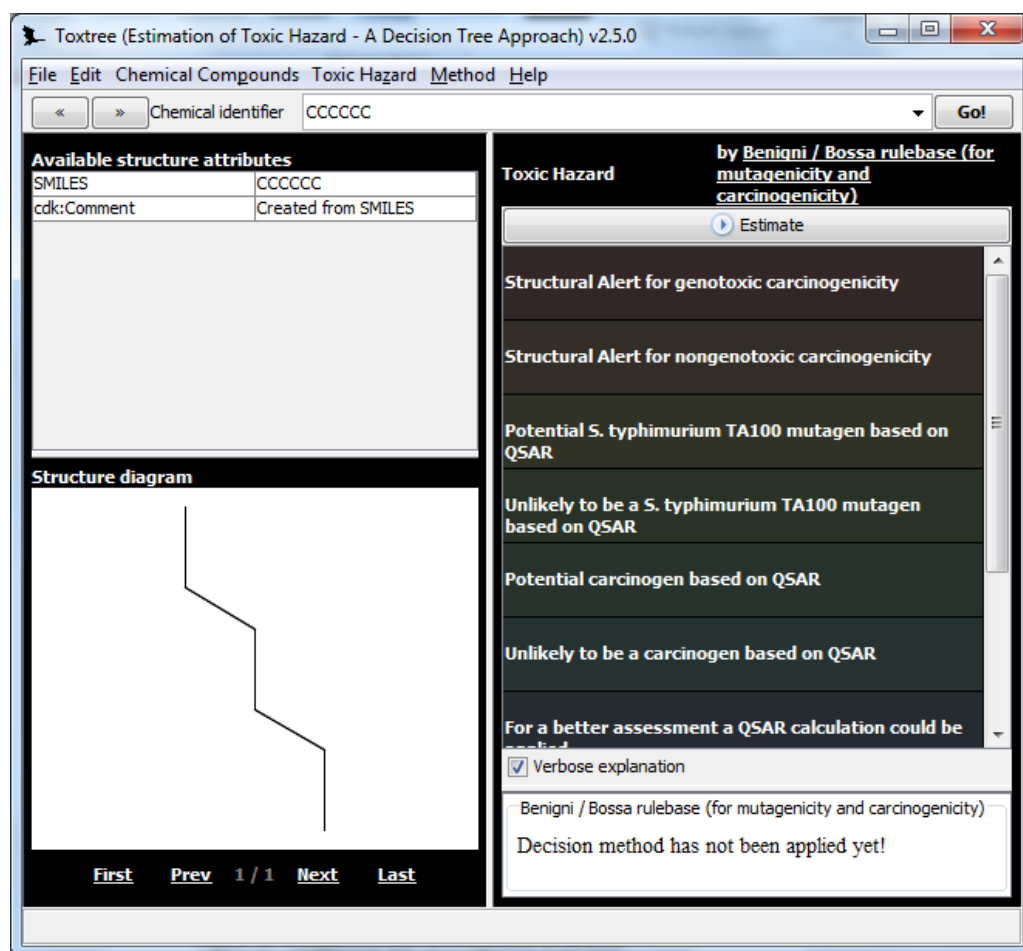 Toxtree (Estimation of Toxic Hazard - A Decision Tree Approach) v2.5.0
File Edit Chemical Compounds Toxic Hazard Method Help
« » Chemical identifier CCCCCC Go!
Available structure attributes
SMILES CCCCCC
cdk:Comment Created from SMILES
Structure diagram
First Prev 1 / 1 Next Last
Toxic Hazard
by Benigni / Bossa rulebase (for
mutagenicity and
carcinogenicity)
Estimate
Structural Alert for genotoxic carcinogenicity
Structural Alert for nongenotoxic carcinogenicity
Potential S. typhimurium TA100 mutagen based on
QSAR
Unlikely to be a S. typhimurium TA100 mutagen
based on QSAR
Potential carcinogen based on QSAR
Unlikely to be a carcinogen based on QSAR
For a better assessment a QSAR calculation could be
applied
Verbose explanation
Benigni / Bossa rulebase (for mutagenicity and carcinogenicity)
Decision method has not been applied yet!